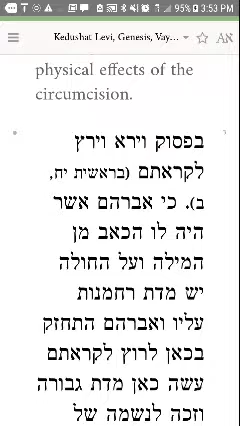 95% 3:53 PM
Kedushat Levi, Genesis, Vay...
physical effects of the
circumcision.
בפסוק וירא וירץ
לקראתם (בראשית יח,
ב). כי אברהם אשר
היה לו הכאב מן
המילה ועל החולה
יש מדת רחמנות
עליו ואברהם התחזק
בכאן לרוץ לקראתם
עשה כאן מדת גבורה
וזכה לנשמה של